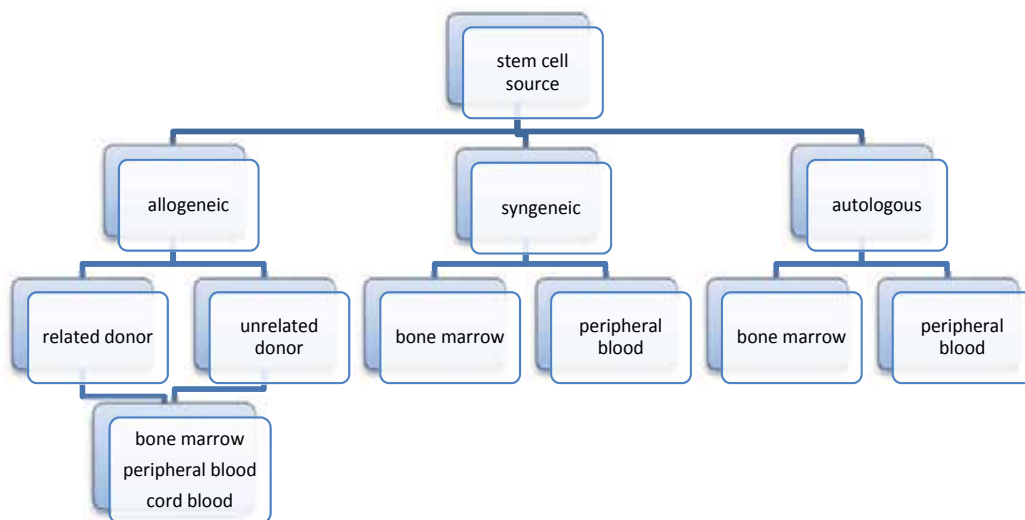 stem cell
source
allogeneic
syngeneic
autologous
related donor
unrelated
donor
bone marrow
peripheral
blood
bone marrow
peripheral
blood
bone marrow
peripheral blood
cord blood